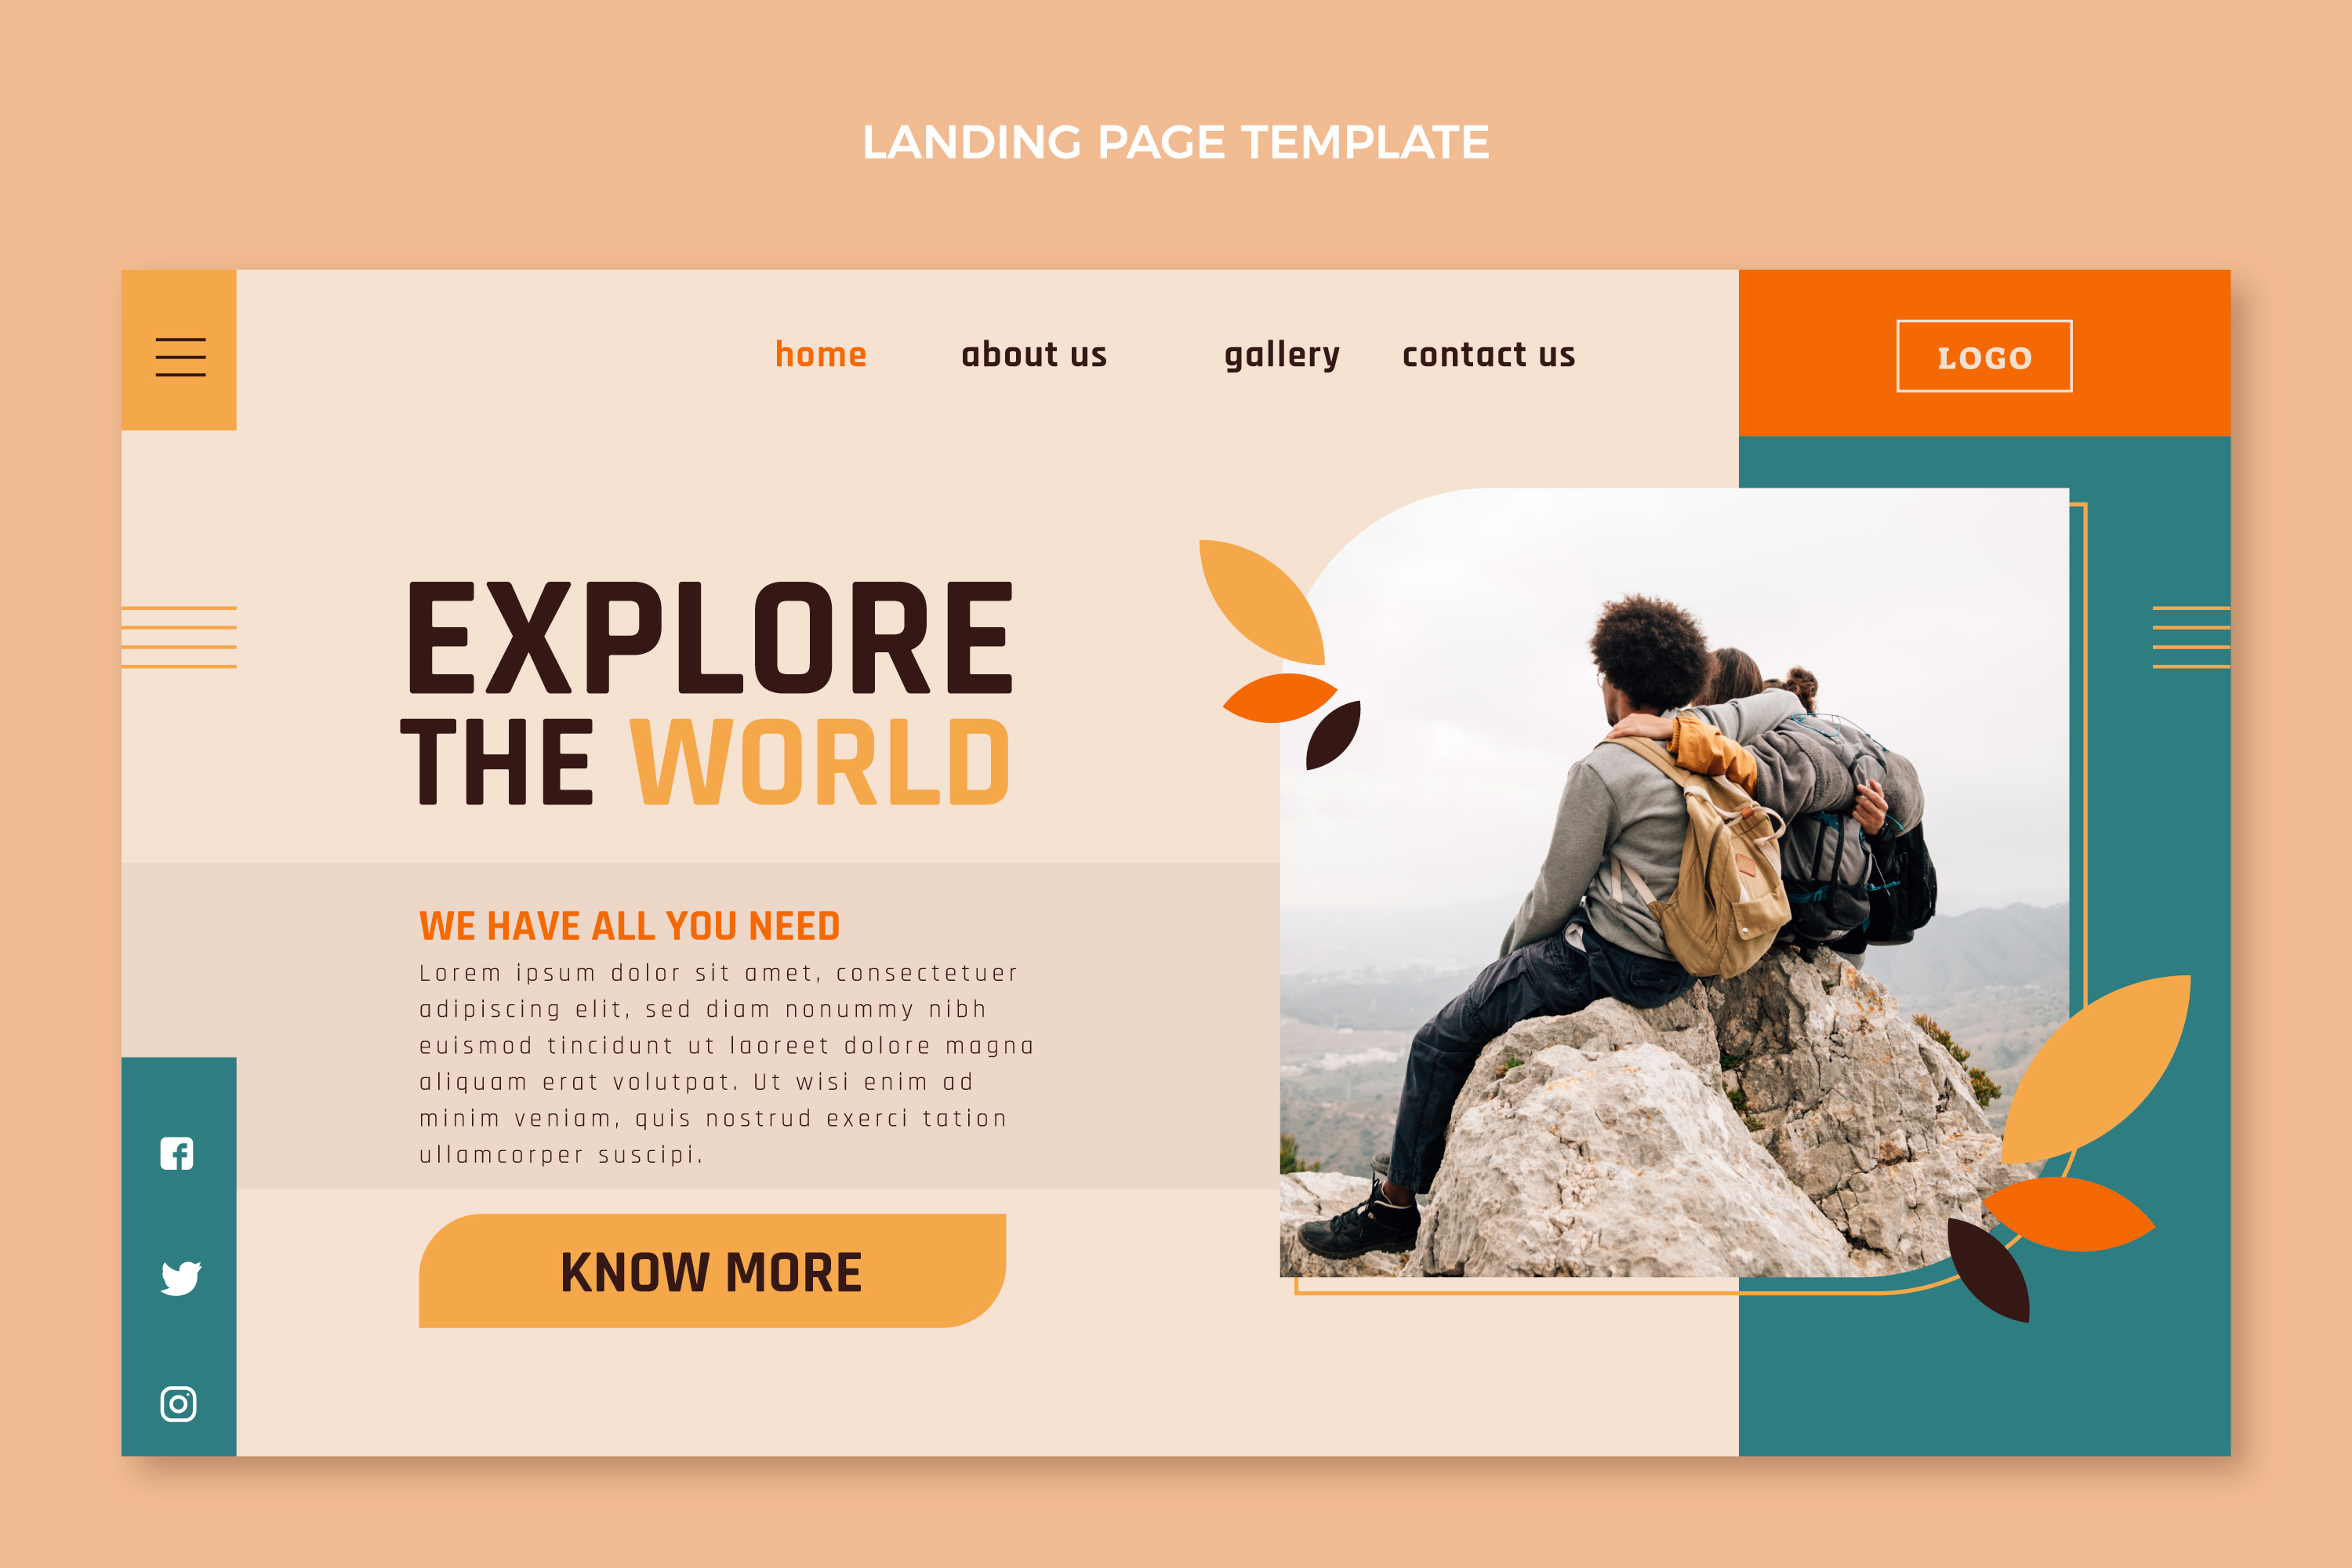 LANDING PAGE TEMPLATE
home about us gallery contact us
LOGO
EXPLORE
THE WORLD
WE HAVE ALL YOU NEED
Lorem ipsum dolor sit amet, consectetuer
adipiscing elit, sed diam nonummy nibh
euismod tincidunt ut laoreet dolore magna
aliquam erat volutpat. Ut wisi enim ad
minim veniam, quis nostrud exerci tation
ullamcorper suscipi.
KNOW MORE